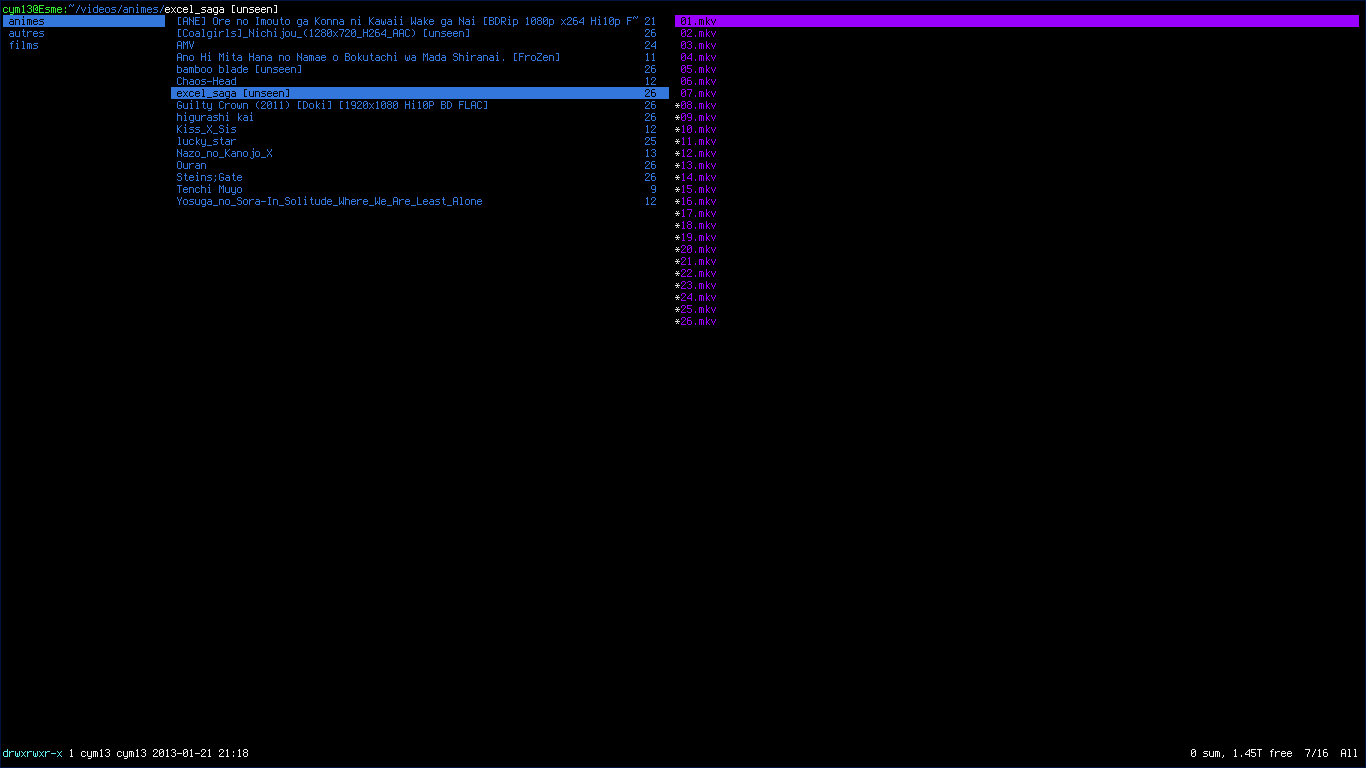 cym13@Esme:~/videos/animes/excel_saga [unseen]
animes
autres
films
[ANE] Ore no Imouto ga Konna ni Kawaii Wake ga Nai [BDRip 1080p x264 Hi10p F~ 21
[Coalgirls]_Nichijou_(1280x720_H264_AAC) [unseen] 26
AMV 24
Ano Hi Mita Hana no Namae o Bokutachi wa Mada Shiranai. [FroZen] 11
bamboo blade [unseen] 26
Chaos-Head 12
excel_saga [unseen] 26
Guilty Crown (2011) [Doki] [1920x1080 Hi10P BD FLAC] 26
higurashi kai 26
Kiss_X_Sis 12
lucky_star 25
Nazo_no_Kanojo_X 13
Ouran 26
Steins;Gate 26
Tenchi Muyo 9
Yosuga_no_Sora-In_Solitude_Where_We_Are_Least_Alone 12
01.mkv
02.mkv
03.mkv
04.mkv
05.mkv
06.mkv
07.mkv
*08.mkv
*09.mkv
*10.mkv
*11.mkv
*12.mkv
*13.mkv
*14.mkv
*15.mkv
*16.mkv
*17.mkv
*18.mkv
*19.mkv
*20.mkv
*21.mkv
*22.mkv
*23.mkv
*24.mkv
*25.mkv
*26.mkv
drwxrwxr-x 1 cym13 cym13 2013-01-21 21:18
0 sum, 1.45T free 7/16 All